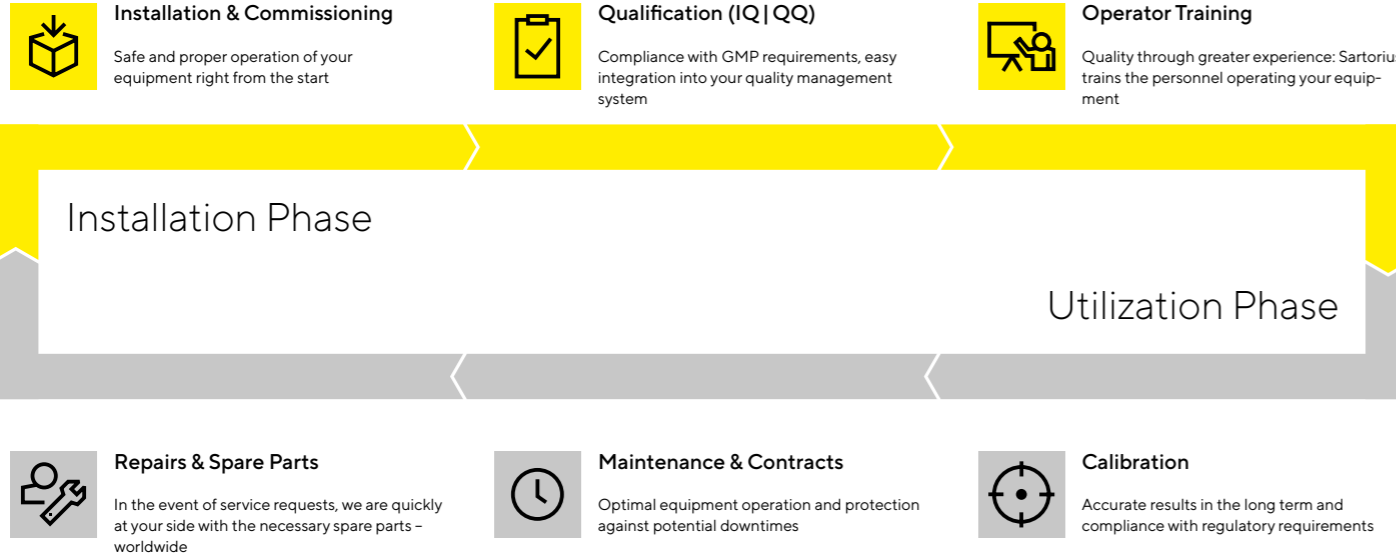 Installation & Commissioning
Safe and proper operation of your
equipment right from the start
Qualification (IQ | QQ)
Compliance with GMP requirements, easy
integration into your quality management
system
Operator Training
Quality through greater experience: Sartorius
trains the personnel operating your equip-
ment
Installation Phase
Utilization Phase
Repairs & Spare Parts
In the event of service requests, we are quickly
at your side with the necessary spare parts –
worldwide
Maintenance & Contracts
Optimal equipment operation and protection
against potential downtimes
Calibration
Accurate results in the long term and
compliance with regulatory requirements